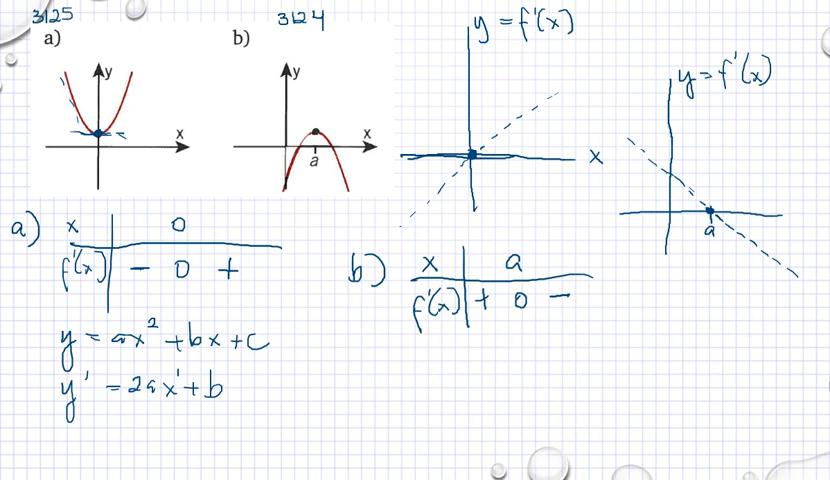 3125
3124
a)
b)
y
x
y
x
a
y = f'(x)
x
y = f'(x)
a
a)
x 0
f'(x) - 0 +
y = ax² + bx + c
y' = 2ax' + b
b)
x a
f'(x) + 0 -